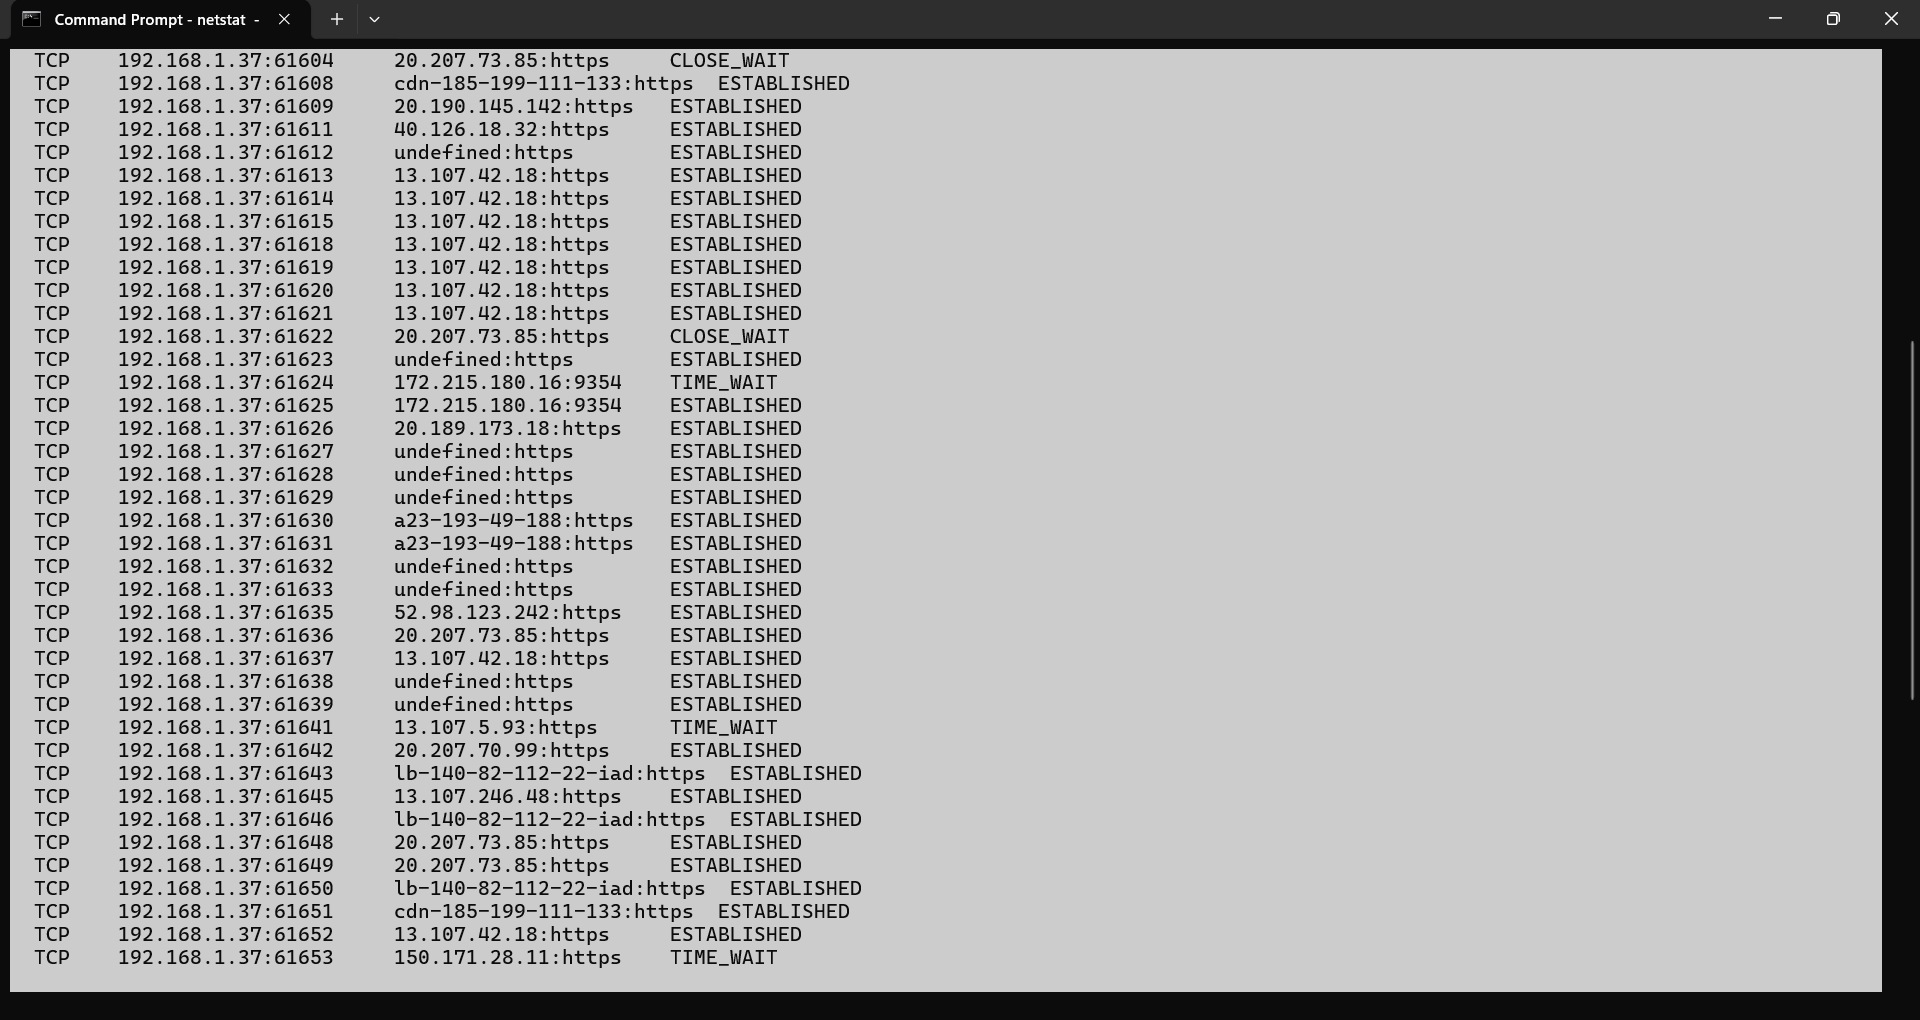 Command Prompt - netstat -
TCP 192.168.1.37:61604 20.207.73.85:https CLOSE_WAIT
TCP 192.168.1.37:61608 cdn-185-199-111-133:https ESTABLISHED
TCP 192.168.1.37:61609 20.190.145.142:https ESTABLISHED
TCP 192.168.1.37:61611 40.126.18.32:https ESTABLISHED
TCP 192.168.1.37:61612 undefined:https ESTABLISHED
TCP 192.168.1.37:61613 13.107.42.18:https ESTABLISHED
TCP 192.168.1.37:61614 13.107.42.18:https ESTABLISHED
TCP 192.168.1.37:61615 13.107.42.18:https ESTABLISHED
TCP 192.168.1.37:61618 13.107.42.18:https ESTABLISHED
TCP 192.168.1.37:61619 13.107.42.18:https ESTABLISHED
TCP 192.168.1.37:61620 13.107.42.18:https ESTABLISHED
TCP 192.168.1.37:61621 13.107.42.18:https ESTABLISHED
TCP 192.168.1.37:61622 20.207.73.85:https CLOSE_WAIT
TCP 192.168.1.37:61623 undefined:https ESTABLISHED
TCP 192.168.1.37:61624 172.215.180.16:9354 TIME_WAIT
TCP 192.168.1.37:61625 172.215.180.16:9354 ESTABLISHED
TCP 192.168.1.37:61626 20.189.173.18:https ESTABLISHED
TCP 192.168.1.37:61627 undefined:https ESTABLISHED
TCP 192.168.1.37:61628 undefined:https ESTABLISHED
TCP 192.168.1.37:61629 undefined:https ESTABLISHED
TCP 192.168.1.37:61630 a23-193-49-188:https ESTABLISHED
TCP 192.168.1.37:61631 a23-193-49-188:https ESTABLISHED
TCP 192.168.1.37:61632 undefined:https ESTABLISHED
TCP 192.168.1.37:61633 undefined:https ESTABLISHED
TCP 192.168.1.37:61635 52.98.123.242:https ESTABLISHED
TCP 192.168.1.37:61636 20.207.73.85:https ESTABLISHED
TCP 192.168.1.37:61637 13.107.42.18:https ESTABLISHED
TCP 192.168.1.37:61638 undefined:https ESTABLISHED
TCP 192.168.1.37:61639 undefined:https ESTABLISHED
TCP 192.168.1.37:61641 13.107.5.93:https TIME_WAIT
TCP 192.168.1.37:61642 20.207.70.99:https ESTABLISHED
TCP 192.168.1.37:61643 lb-140-82-112-22-iad:https ESTABLISHED
TCP 192.168.1.37:61645 13.107.246.48:https ESTABLISHED
TCP 192.168.1.37:61646 lb-140-82-112-22-iad:https ESTABLISHED
TCP 192.168.1.37:61648 20.207.73.85:https ESTABLISHED
TCP 192.168.1.37:61649 20.207.73.85:https ESTABLISHED
TCP 192.168.1.37:61650 lb-140-82-112-22-iad:https ESTABLISHED
TCP 192.168.1.37:61651 cdn-185-199-111-133:https ESTABLISHED
TCP 192.168.1.37:61652 13.107.42.18:https ESTABLISHED
TCP 192.168.1.37:61653 150.171.28.11:https TIME_WAIT